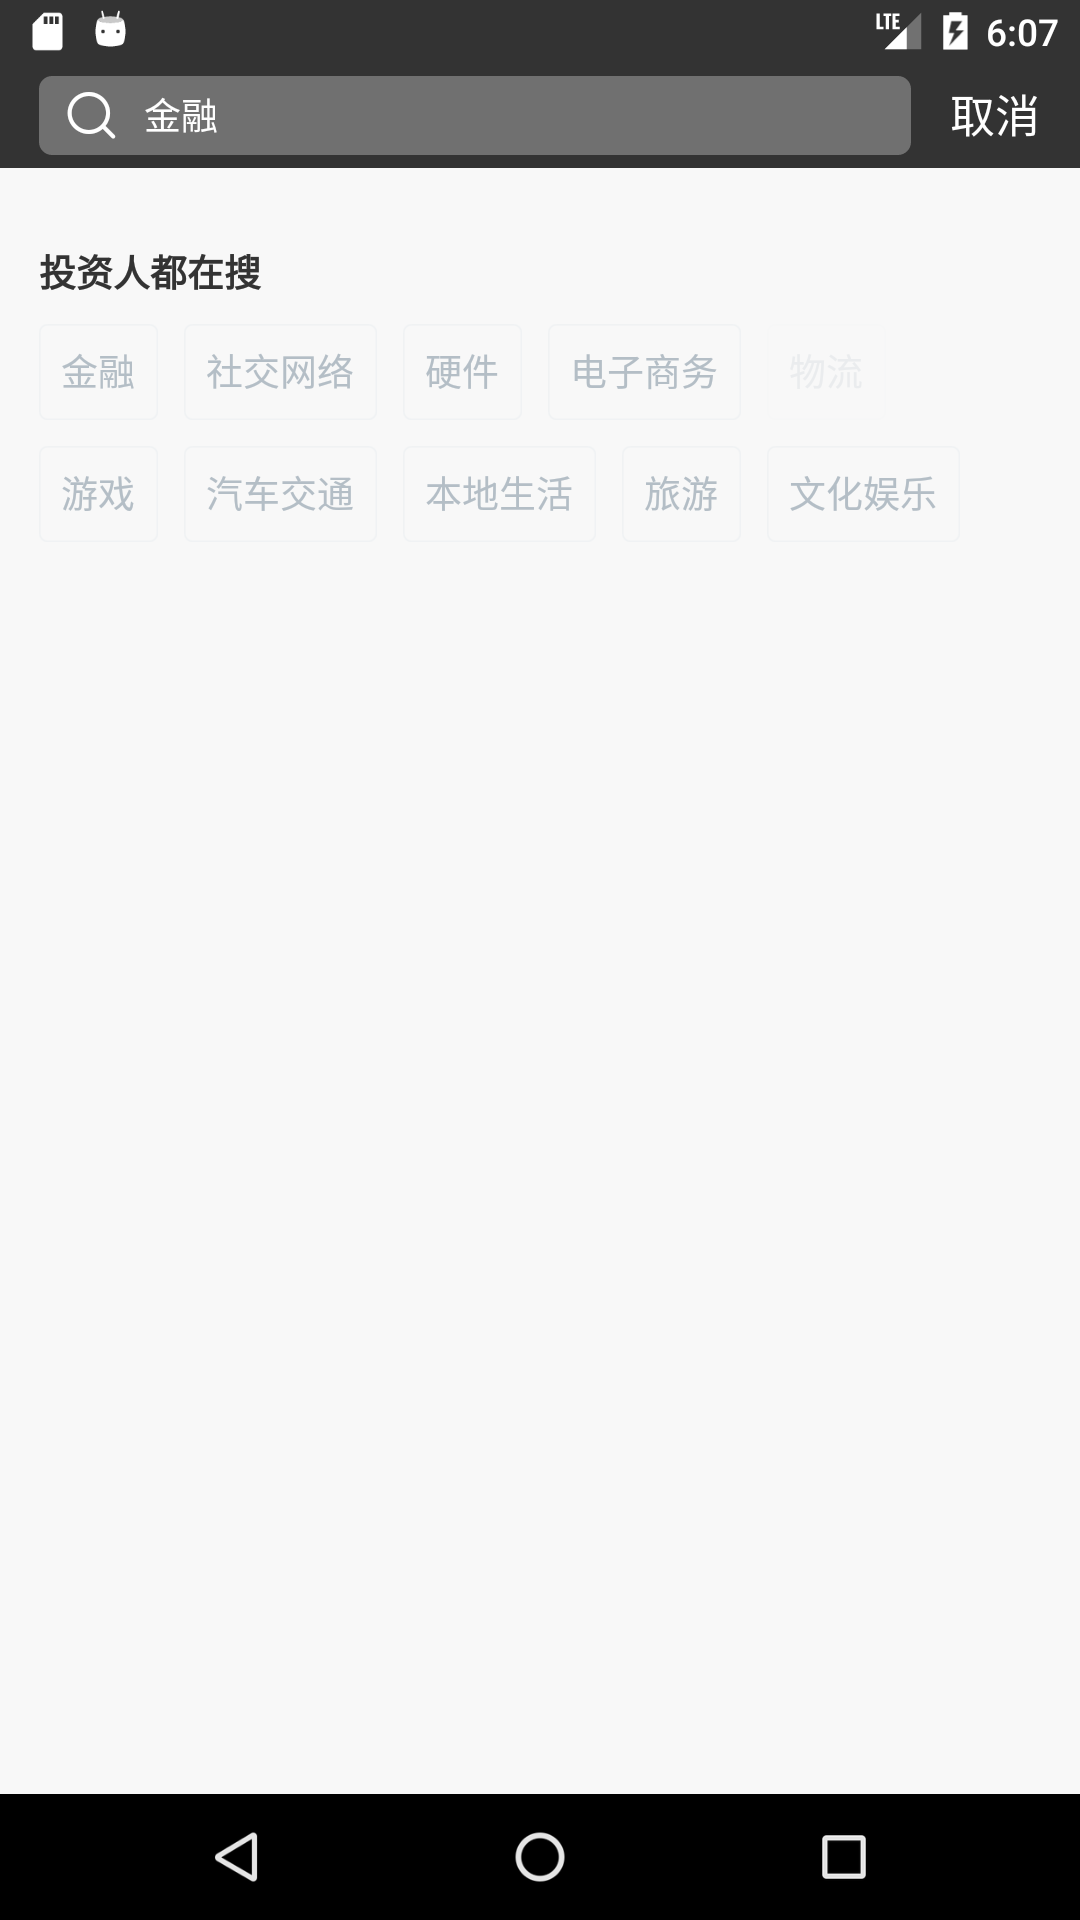 LTE 6:07
金融 取消
投资人都在搜
金融 社交网络 硬件 电子商务 物流
游戏 汽车交通 本地生活 旅游 文化娱乐